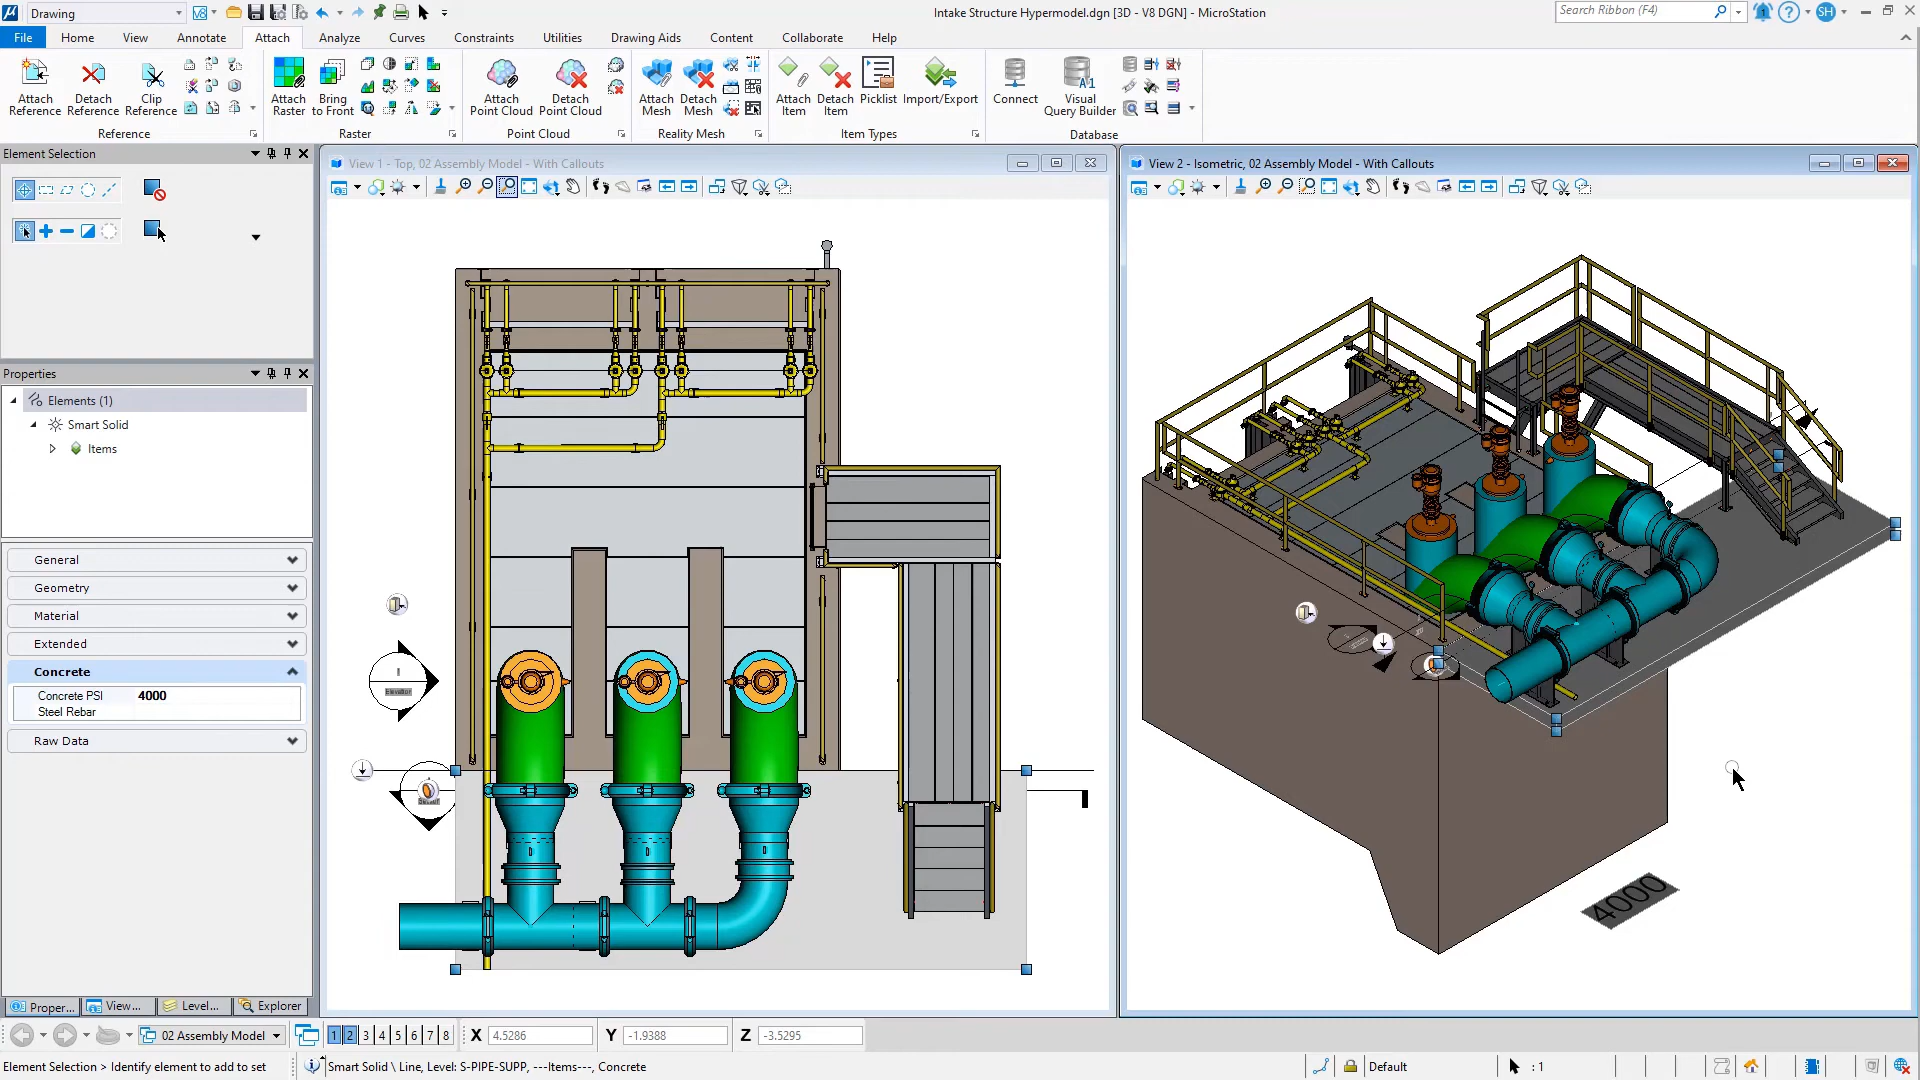 Drawing
Intake Structure Hypermodel.dgn [3D - V8 DGN] - MicroStation
Search Ribbon (F4)
SH
File Home View Annotate Attach Analyze Curves Constraints Utilities Drawing Aids Content Collaborate Help
Attach Reference
Detach Reference
Clip Reference
Attach Raster
Bring to Front
Attach Point Cloud
Detach Point Cloud
Attach Mesh
Detach Mesh
Attach Item
Detach Item
Picklist
Import/Export
Connect
Visual Query Builder
Reference Raster Point Cloud Reality Mesh Item Types Database
Element Selection
View 1 - Top, 02 Assembly Model - With Callouts
View 2 - Isometric, 02 Assembly Model - With Callouts
Properties
Elements (1)
Smart Solid
Items
General
Geometry
Material
Extended
Concrete
Concrete PSI 4000
Steel Rebar
Raw Data
Elevation
4000
Proper... View... Level... Explorer
02 Assembly Model 1 2 3 4 5 6 7 8 X 4.5286 Y -1.9388 Z -3.5295
Element Selection > Identify element to add to set
Smart Solid \ Line, Level: S-PIPE-SUPP, ---Items---, Concrete
Default
: 1